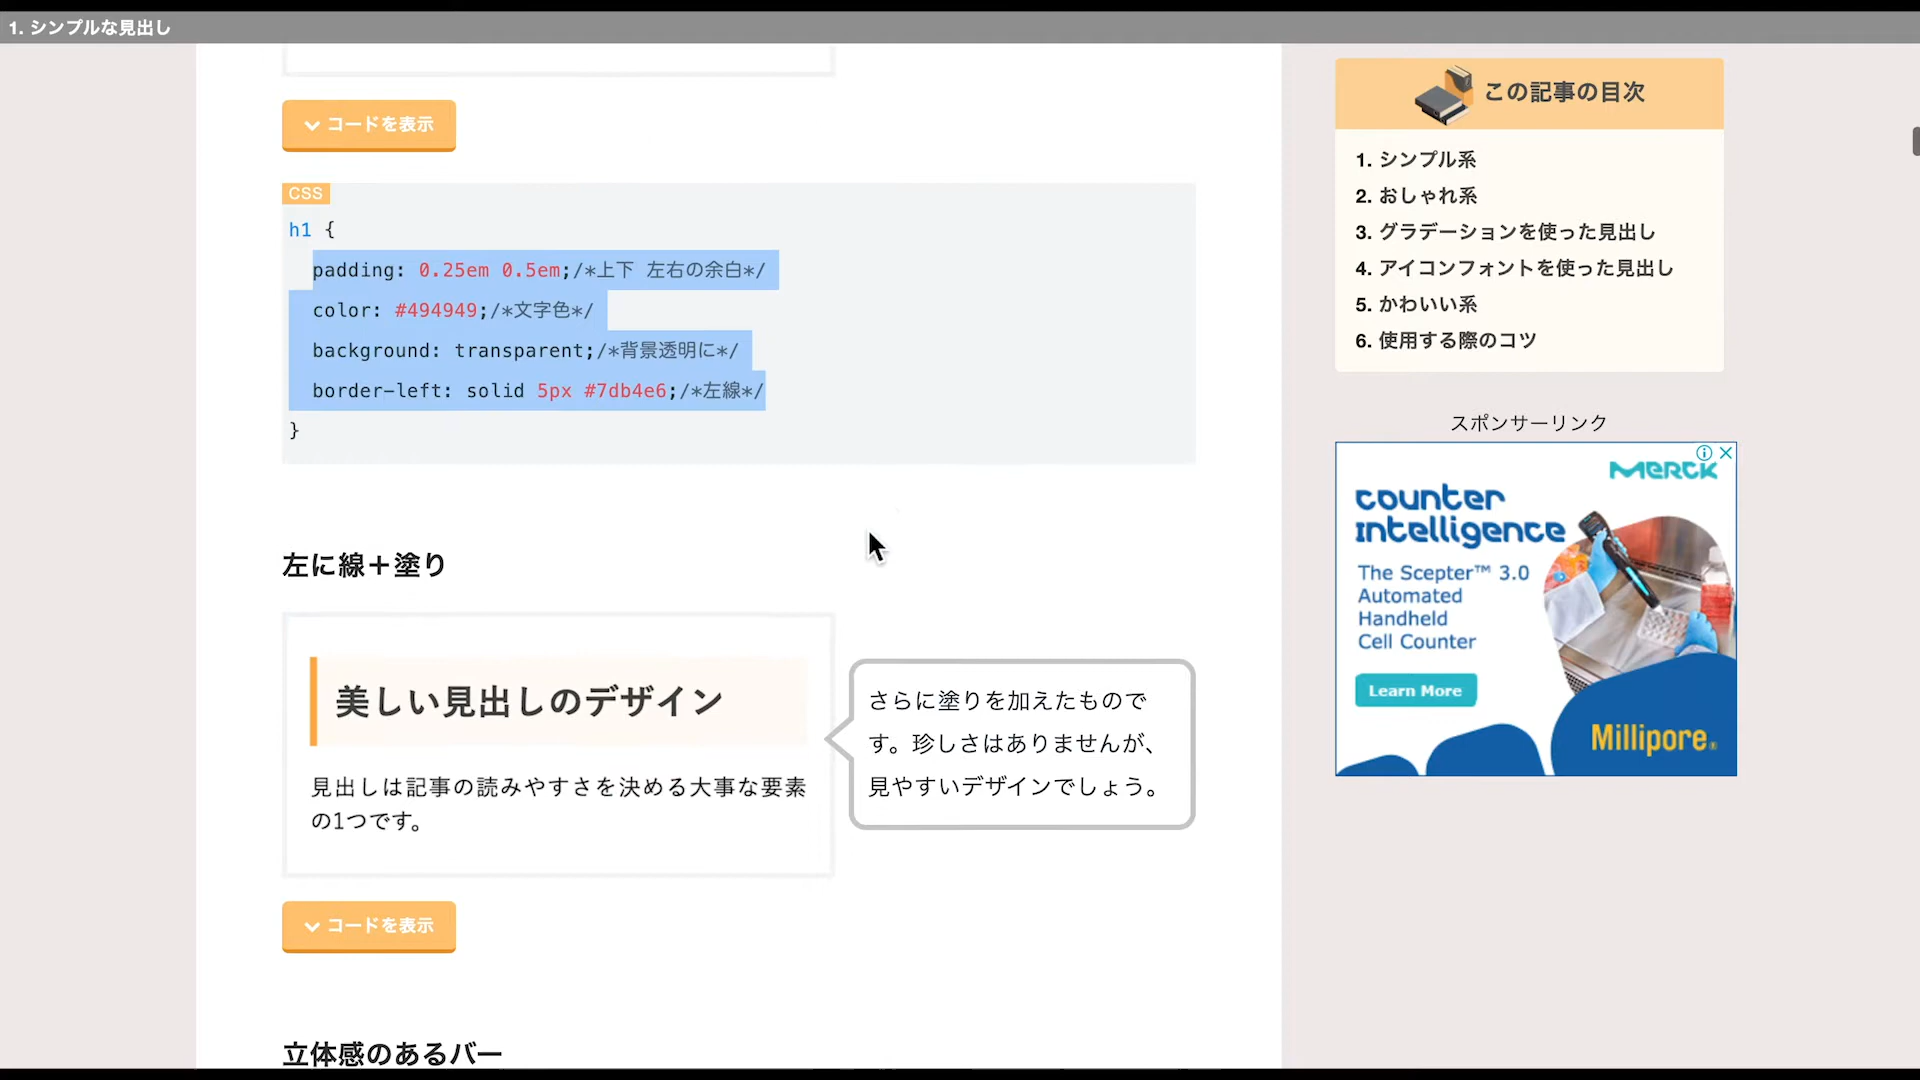 1. シンプルな見出し
コードを表示
CSS
h1 {
padding: 0.25em 0.5em;/*上下 左右の余白*/
color: #494949;/*文字色*/
background: transparent;/*背景透明に*/
border-left: solid 5px #7db4e6;/*左線*/
}
左に線＋塗り
美しい見出しのデザイン
見出しは記事の読みやすさを決める大事な要素
の1つです。
さらに塗りを加えたもので
す。珍しさはありませんが、
見やすいデザインでしょう。
コードを表示
立体感のあるバー
この記事の目次
1. シンプル系
2. おしゃれ系
3. グラデーションを使った見出し
4. アイコンフォントを使った見出し
5. かわいい系
6. 使用する際のコツ
スポンサーリンク
Merck
counter
intelligence
The Scepter™ 3.0
Automated
Handheld
Cell Counter
Learn More
Millipore®